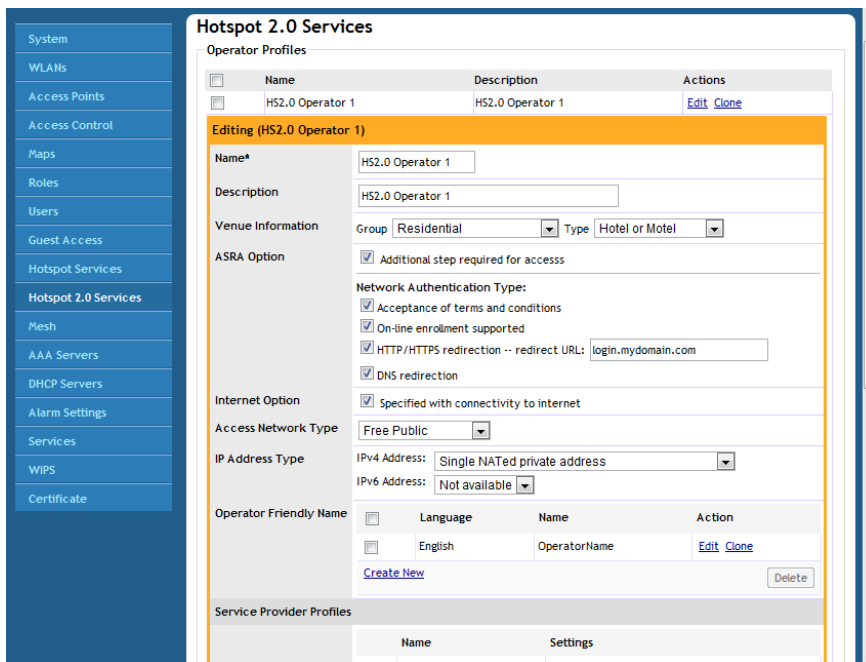 System
WLANs
Access Points
Access Control
Maps
Roles
Users
Guest Access
Hotspot Services
Hotspot 2.0 Services
Mesh
AAA Servers
DHCP Servers
Alarm Settings
Services
WIPS
Certificate
Hotspot 2.0 Services
Operator Profiles
Name Description Actions
HS2.0 Operator 1 HS2.0 Operator 1 Edit Clone
Editing (HS2.0 Operator 1)
Name* HS2.0 Operator 1
Description HS2.0 Operator 1
Venue Information Group Residential Type Hotel or Motel
ASRA Option Additional step required for accesss
Network Authentication Type:
Acceptance of terms and conditions
On-line enrollment supported
HTTP/HTTPS redirection -- redirect URL: login.mydomain.com
DNS redirection
Internet Option Specified with connectivity to internet
Access Network Type Free Public
IP Address Type IPv4 Address: Single NATed private address
IPv6 Address: Not available
Operator Friendly Name Language Name Action
English OperatorName Edit Clone
Create New Delete
Service Provider Profiles
Name Settings